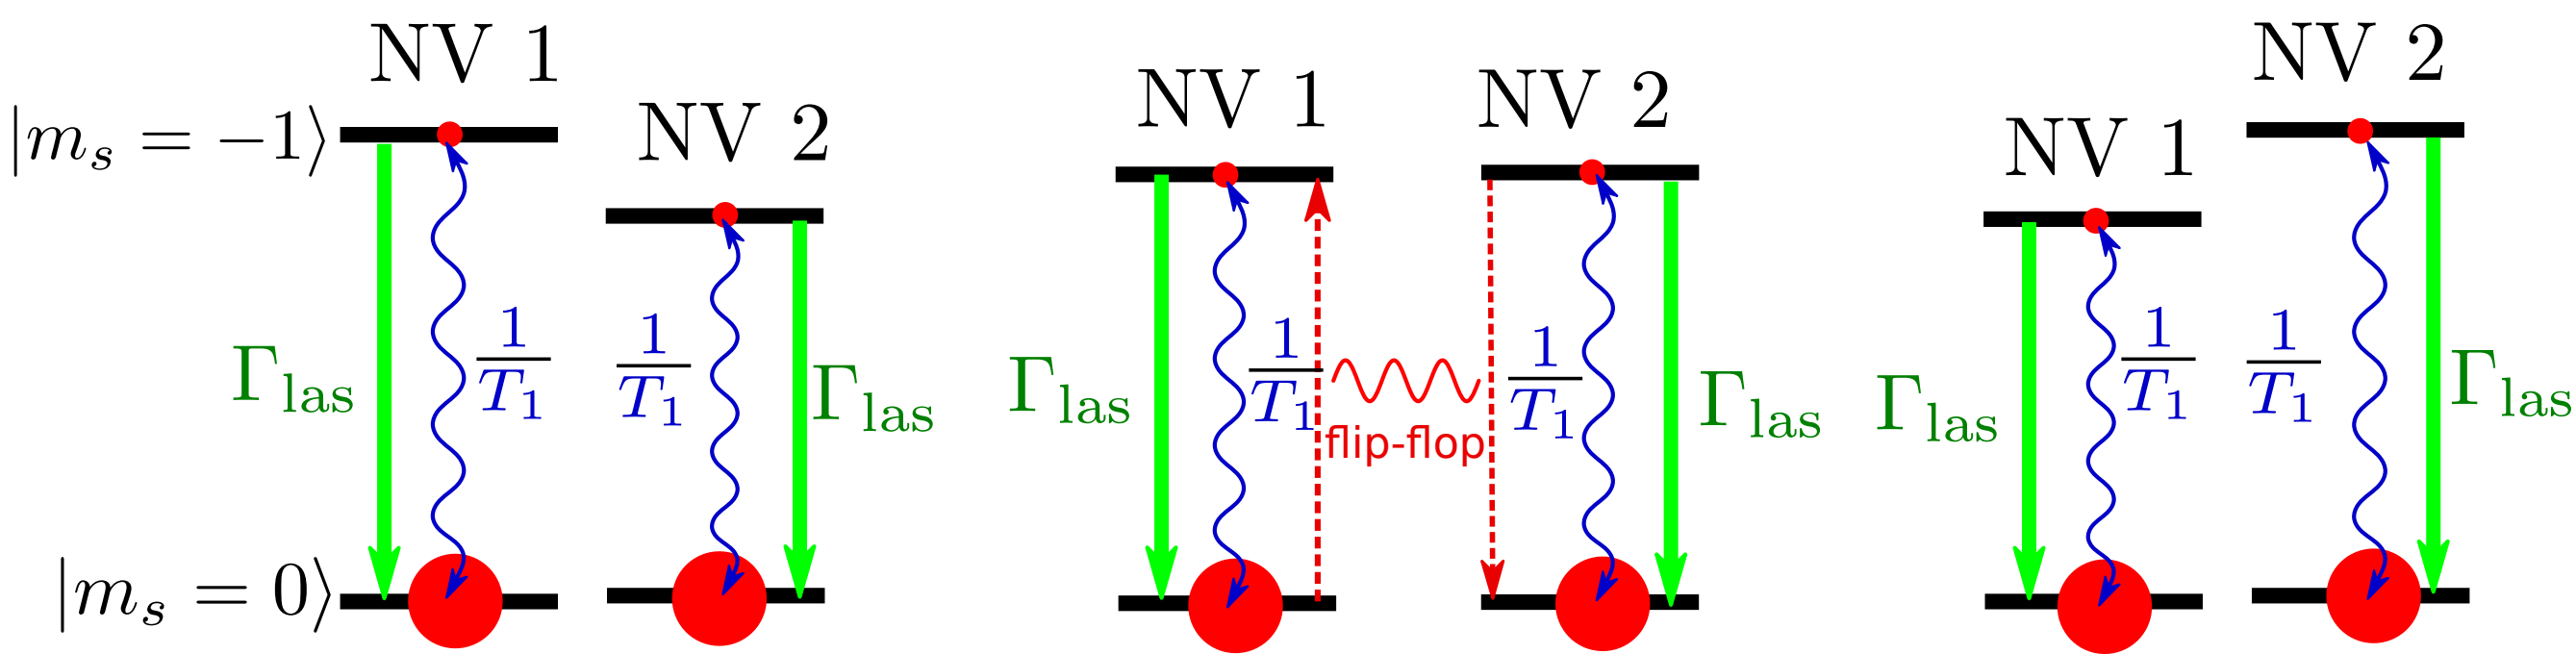 NV 1
NV 2
|m_s = −1⟩
|m_s = 0⟩
Γ_las
1/T_1
1/T_1
Γ_las
NV 1
NV 2
Γ_las
1/T_1
flip-flop
1/T_1
Γ_las
NV 1
NV 2
Γ_las
1/T_1
1/T_1
Γ_las